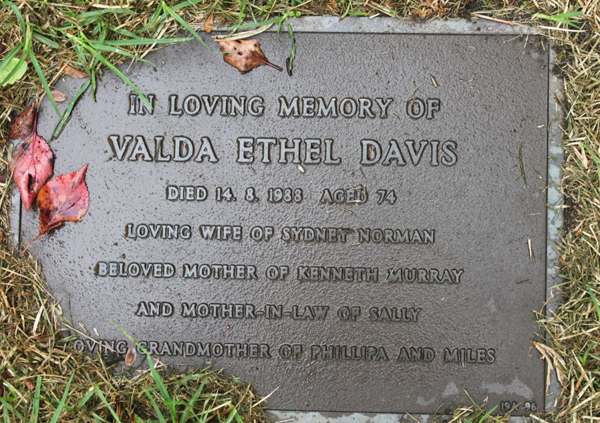 IN LOVING MEMORY OF
VALDA ETHEL DAVIS
DIED 14. 8. 1988 AGED 74
LOVING WIFE OF SYDNEY NORMAN
BELOVED MOTHER OF KENNETH MURRAY
AND MOTHER-IN-LAW OF SALLY
OVING GRANDMOTHER OF PHILLIPA AND MILES